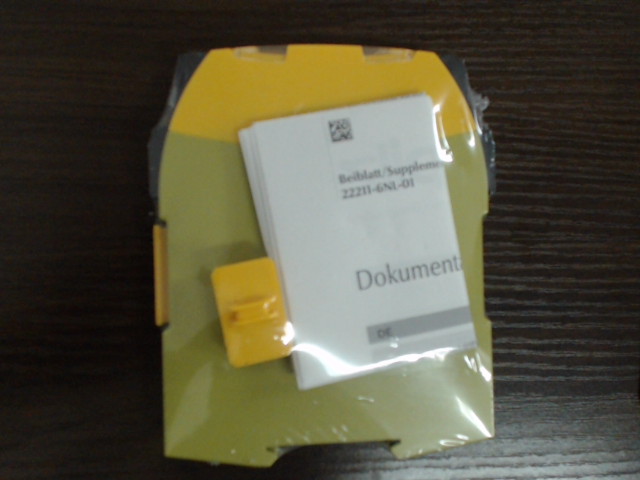 Beiblatt/Suppleme
22211-6NL-01
Dokument
DE